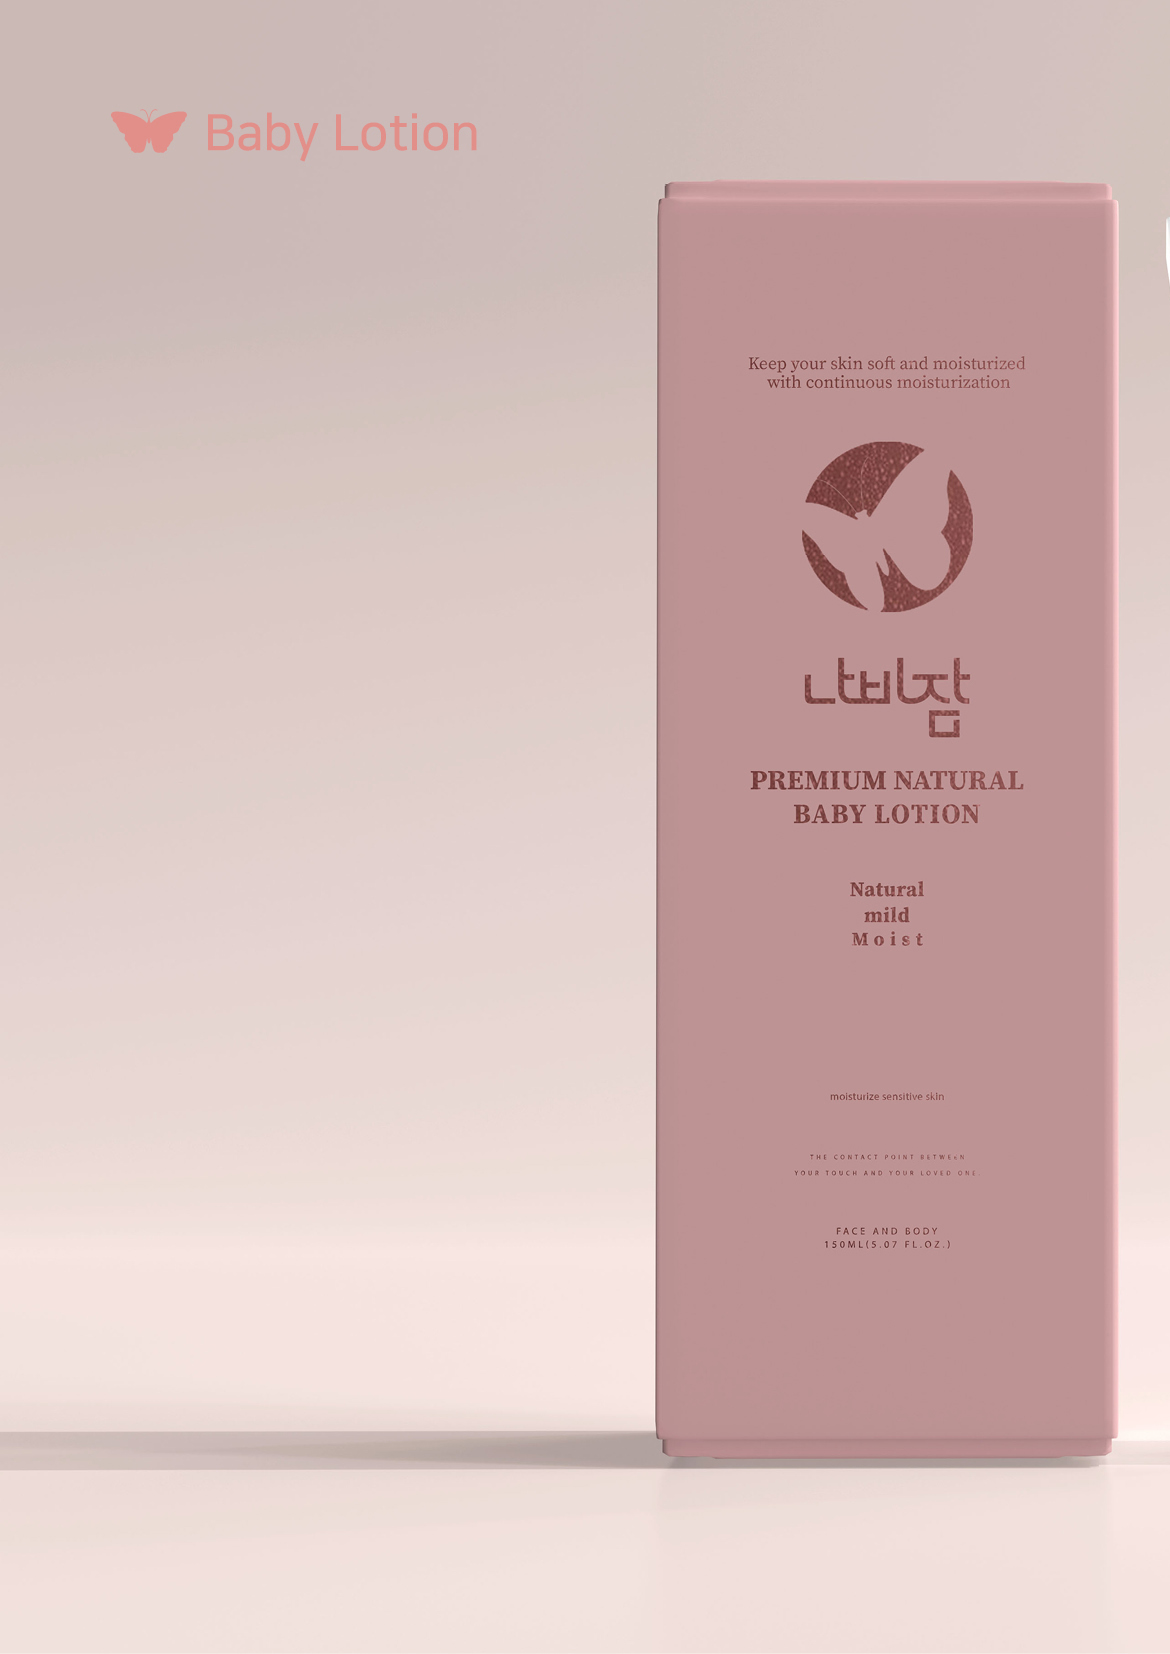 Baby Lotion
Keep your skin soft and moisturized
with continuous moisturization
나비잠
PREMIUM NATURAL
BABY LOTION
Natural
mild
Moist
moisturize sensitive skin
THE CONTACT POINT BETWEEN
YOUR TOUCH AND YOUR LOVED ONE.
FACE AND BODY
150ML(5.07 FL.OZ.)